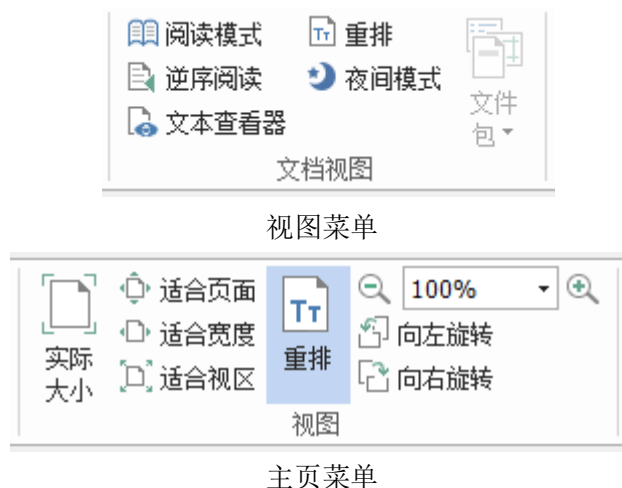 阅读模式 重排
逆序阅读 夜间模式
文本查看器
文件
包
文档视图
视图菜单
实际
大小
适合页面
适合宽度
适合视区
重排
100%
向左旋转
向右旋转
视图
主页菜单